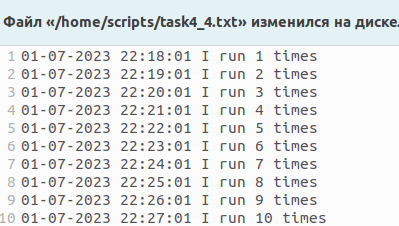 Файл «/home/scripts/task4_4.txt» изменился на диске.
1 01-07-2023 22:18:01 I run 1 times
2 01-07-2023 22:19:01 I run 2 times
3 01-07-2023 22:20:01 I run 3 times
4 01-07-2023 22:21:01 I run 4 times
5 01-07-2023 22:22:01 I run 5 times
6 01-07-2023 22:23:01 I run 6 times
7 01-07-2023 22:24:01 I run 7 times
8 01-07-2023 22:25:01 I run 8 times
9 01-07-2023 22:26:01 I run 9 times
10 01-07-2023 22:27:01 I run 10 times